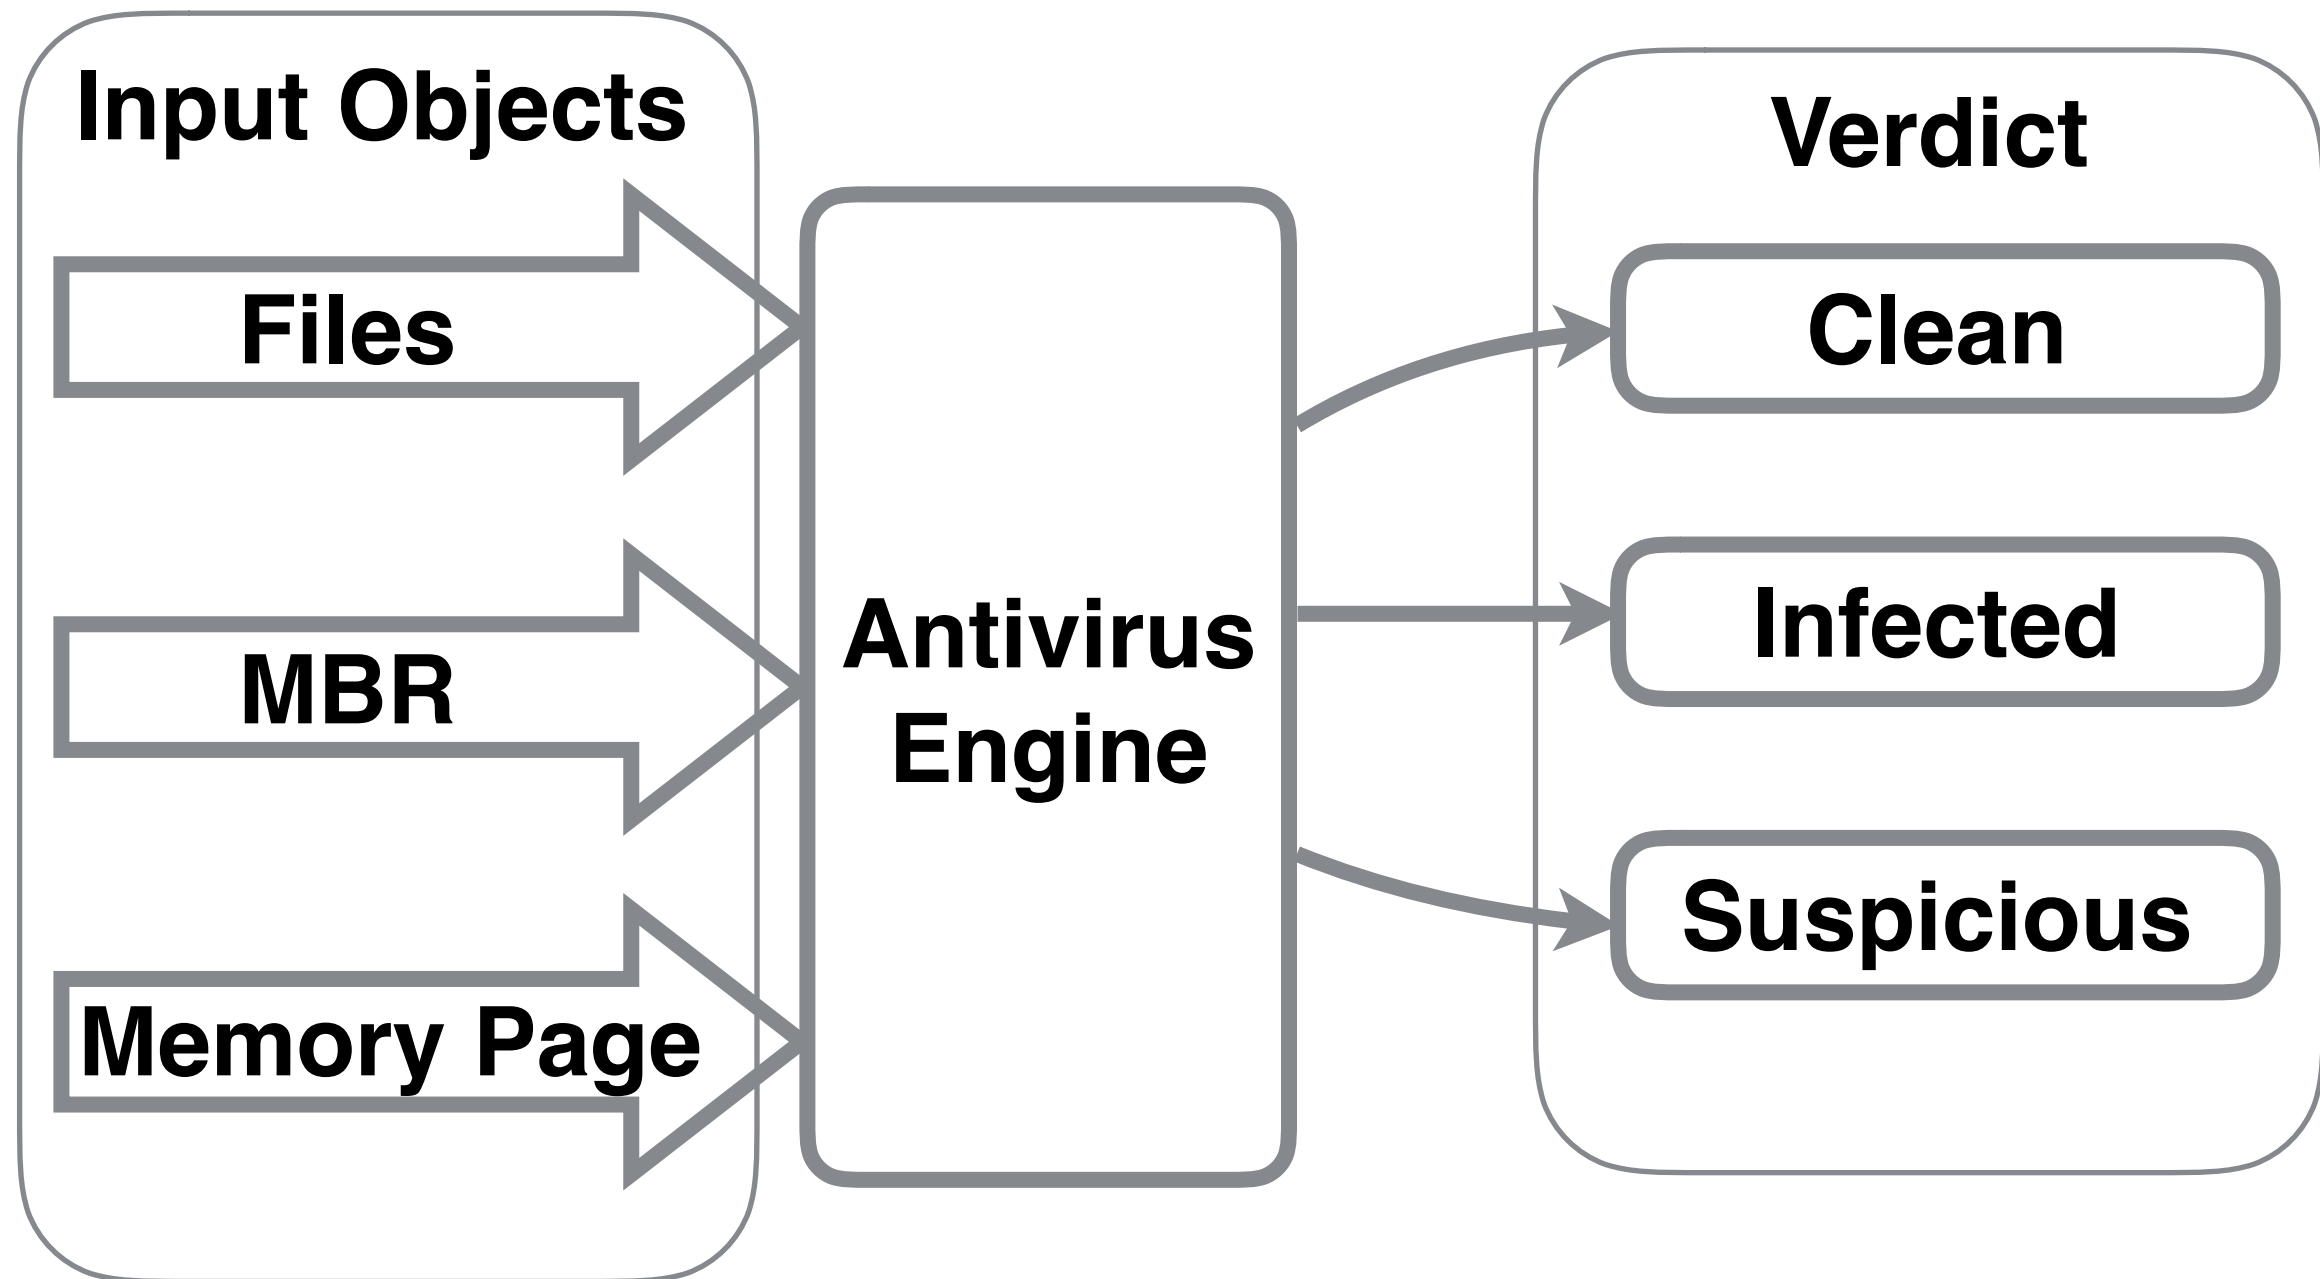 Input Objects
Files
MBR
Memory Page
Antivirus
Engine
Verdict
Clean
Infected
Suspicious